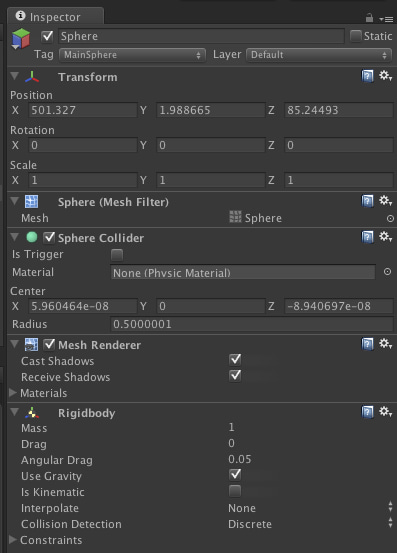 Inspector
Sphere Static
Tag MainSphere Layer Default
Transform
Position
X 501.327 Y 1.988665 Z 85.24493
Rotation
X 0 Y 0 Z 0
Scale
X 1 Y 1 Z 1
Sphere (Mesh Filter)
Mesh Sphere
Sphere Collider
Is Trigger
Material None (Physic Material)
Center
X 5.960464e-08 Y 0 Z -8.940697e-08
Radius 0.5000001
Mesh Renderer
Cast Shadows
Receive Shadows
Materials
Rigidbody
Mass 1
Drag 0
Angular Drag 0.05
Use Gravity
Is Kinematic
Interpolate None
Collision Detection Discrete
Constraints